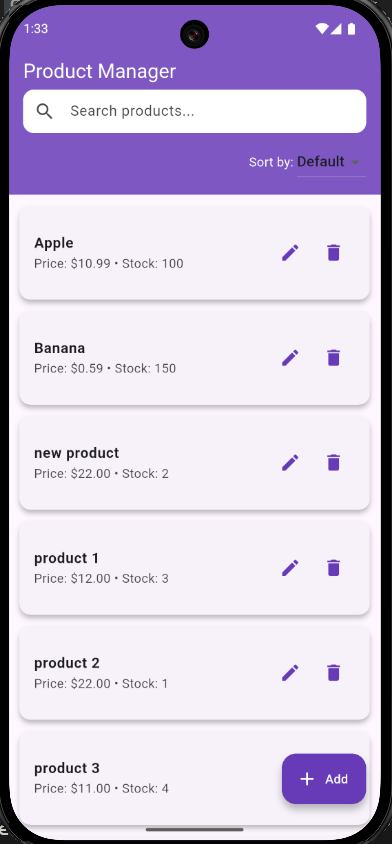 1:33
Product Manager
Search products...
Sort by: Default
Apple
Price: $10.99 • Stock: 100
Banana
Price: $0.59 • Stock: 150
new product
Price: $22.00 • Stock: 2
product 1
Price: $12.00 • Stock: 3
product 2
Price: $22.00 • Stock: 1
product 3
Price: $11.00 • Stock: 4
Add